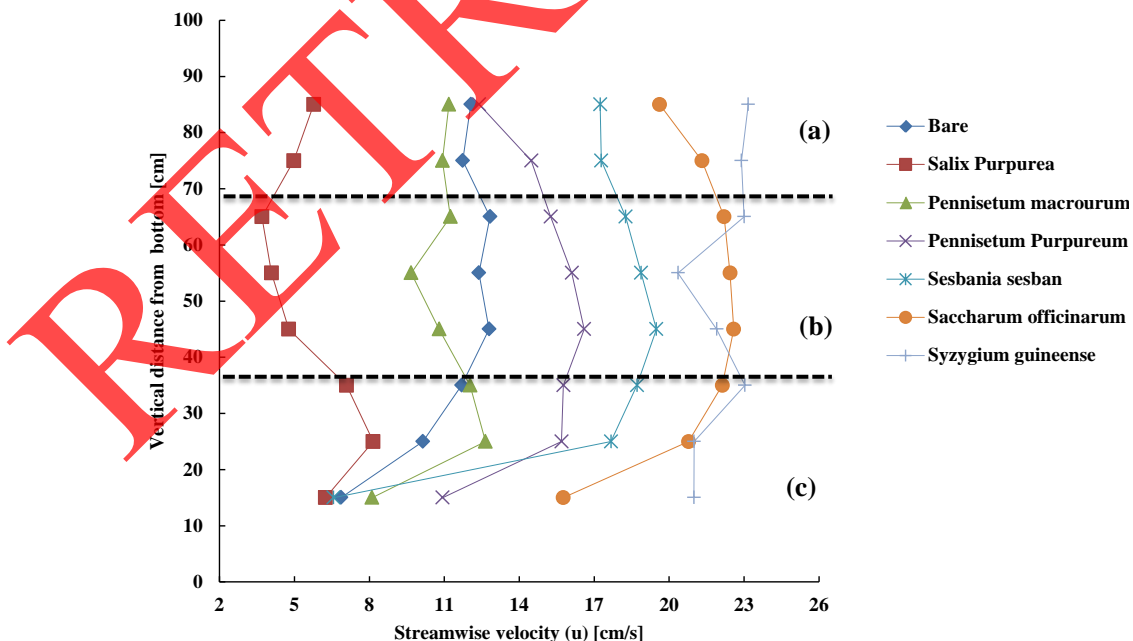 RETR
100
90
80
70
60
50
40
30
20
10
0
Vertical distance from bottom [cm]
2 5 8 11 14 17 20 23 26
Streamwise velocity (u) [cm/s]
(a)
(b)
(c)
Bare
Salix Purpurea
Pennisetum macrourum
Pennisetum Purpureum
Sesbania sesban
Saccharum officinarum
Syzygium guineense